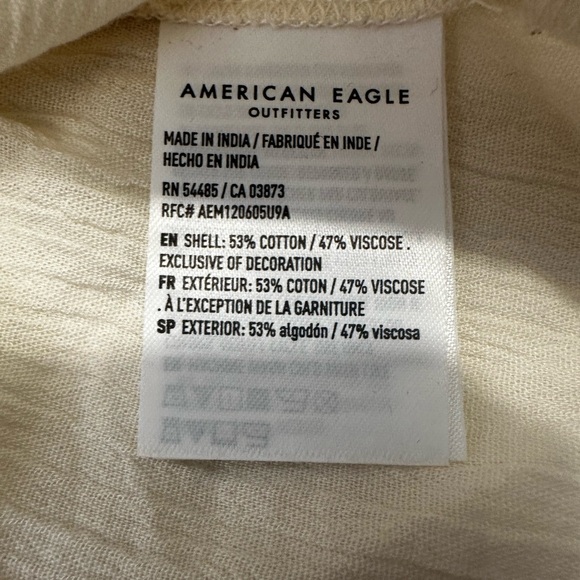 AMERICAN EAGLE
OUTFITTERS
MADE IN INDIA / FABRIQUÉ EN INDE /
HECHO EN INDIA
RN 54485 / CA 03873
RFC# AEM120605U9A
EN SHELL: 53% COTTON / 47% VISCOSE .
EXCLUSIVE OF DECORATION
FR EXTÉRIEUR: 53% COTON / 47% VISCOSE
. À L'EXCEPTION DE LA GARNITURE
SP EXTERIOR: 53% algodón / 47% viscosa